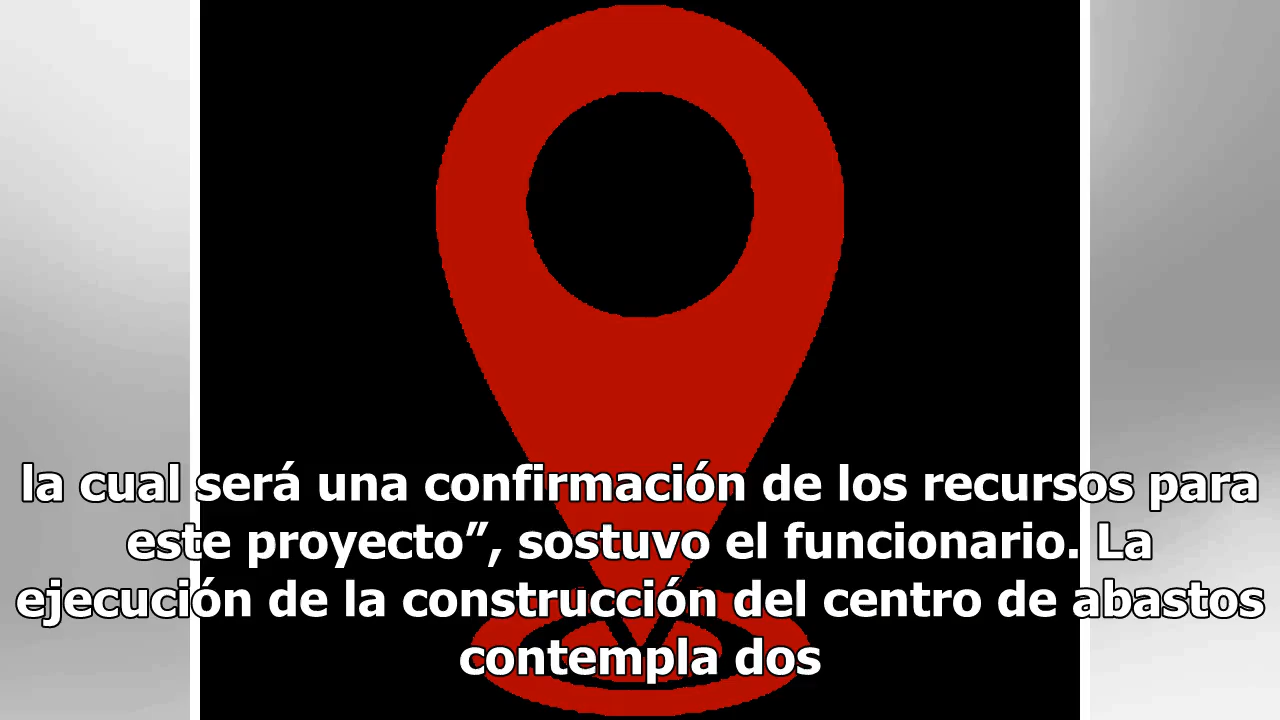 la cual será una confirmación de los recursos para
este proyecto”, sostuvo el funcionario. La
ejecución de la construcción del centro de abastos
contempla dos